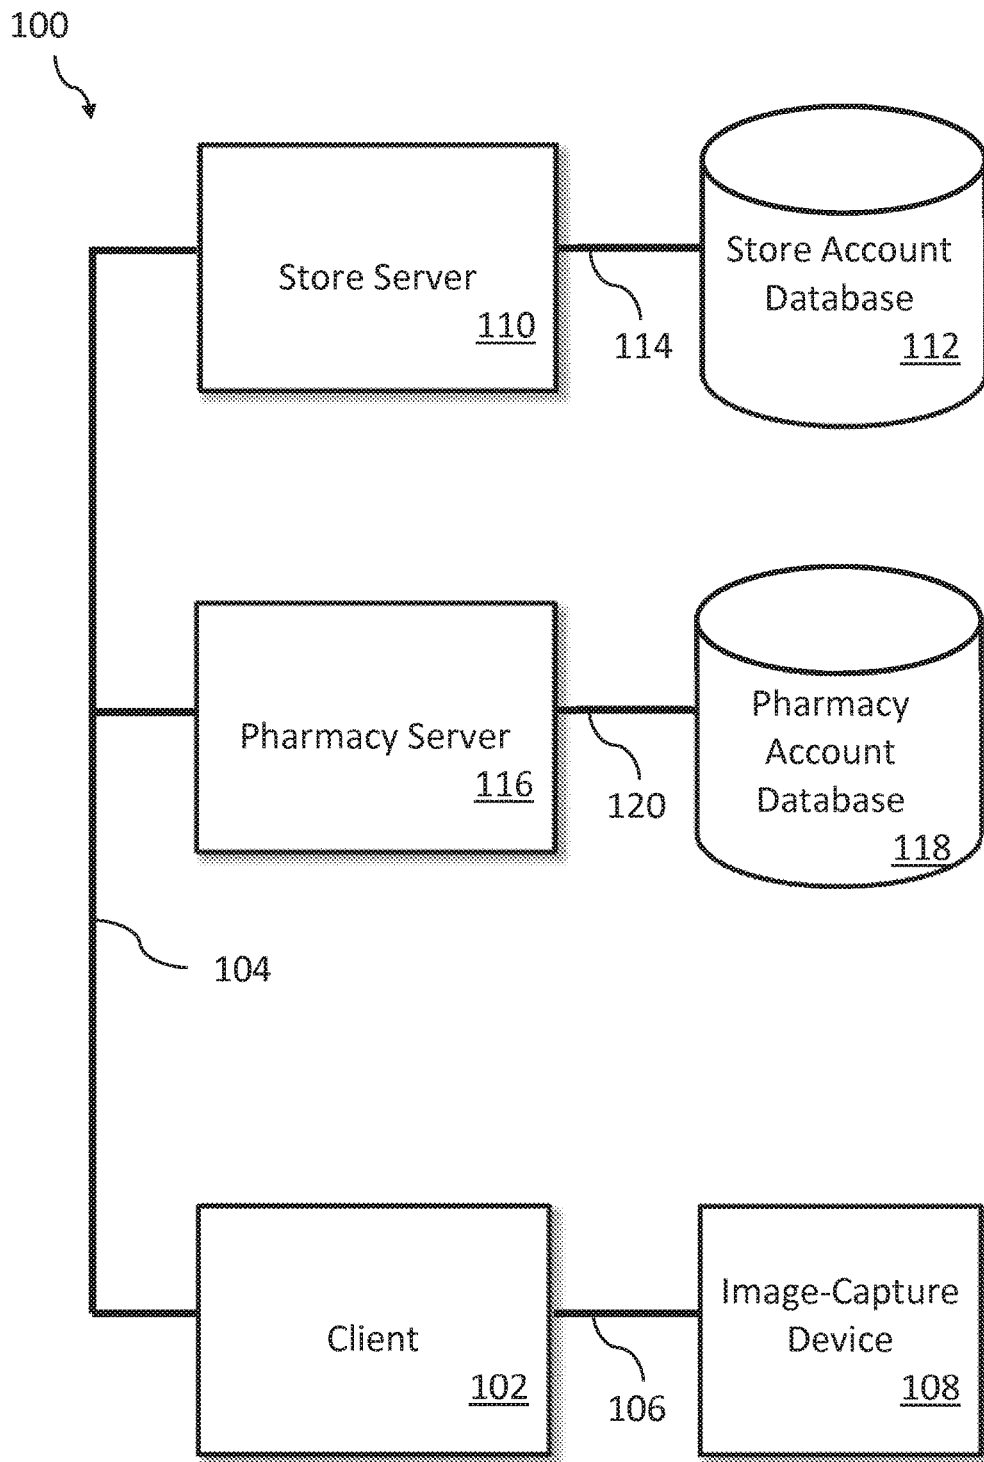 100
Store Server
110
114
Store Account
Database
112
Pharmacy Server
116
120
Pharmacy
Account
Database
118
104
Client
102
106
Image-Capture
Device
108